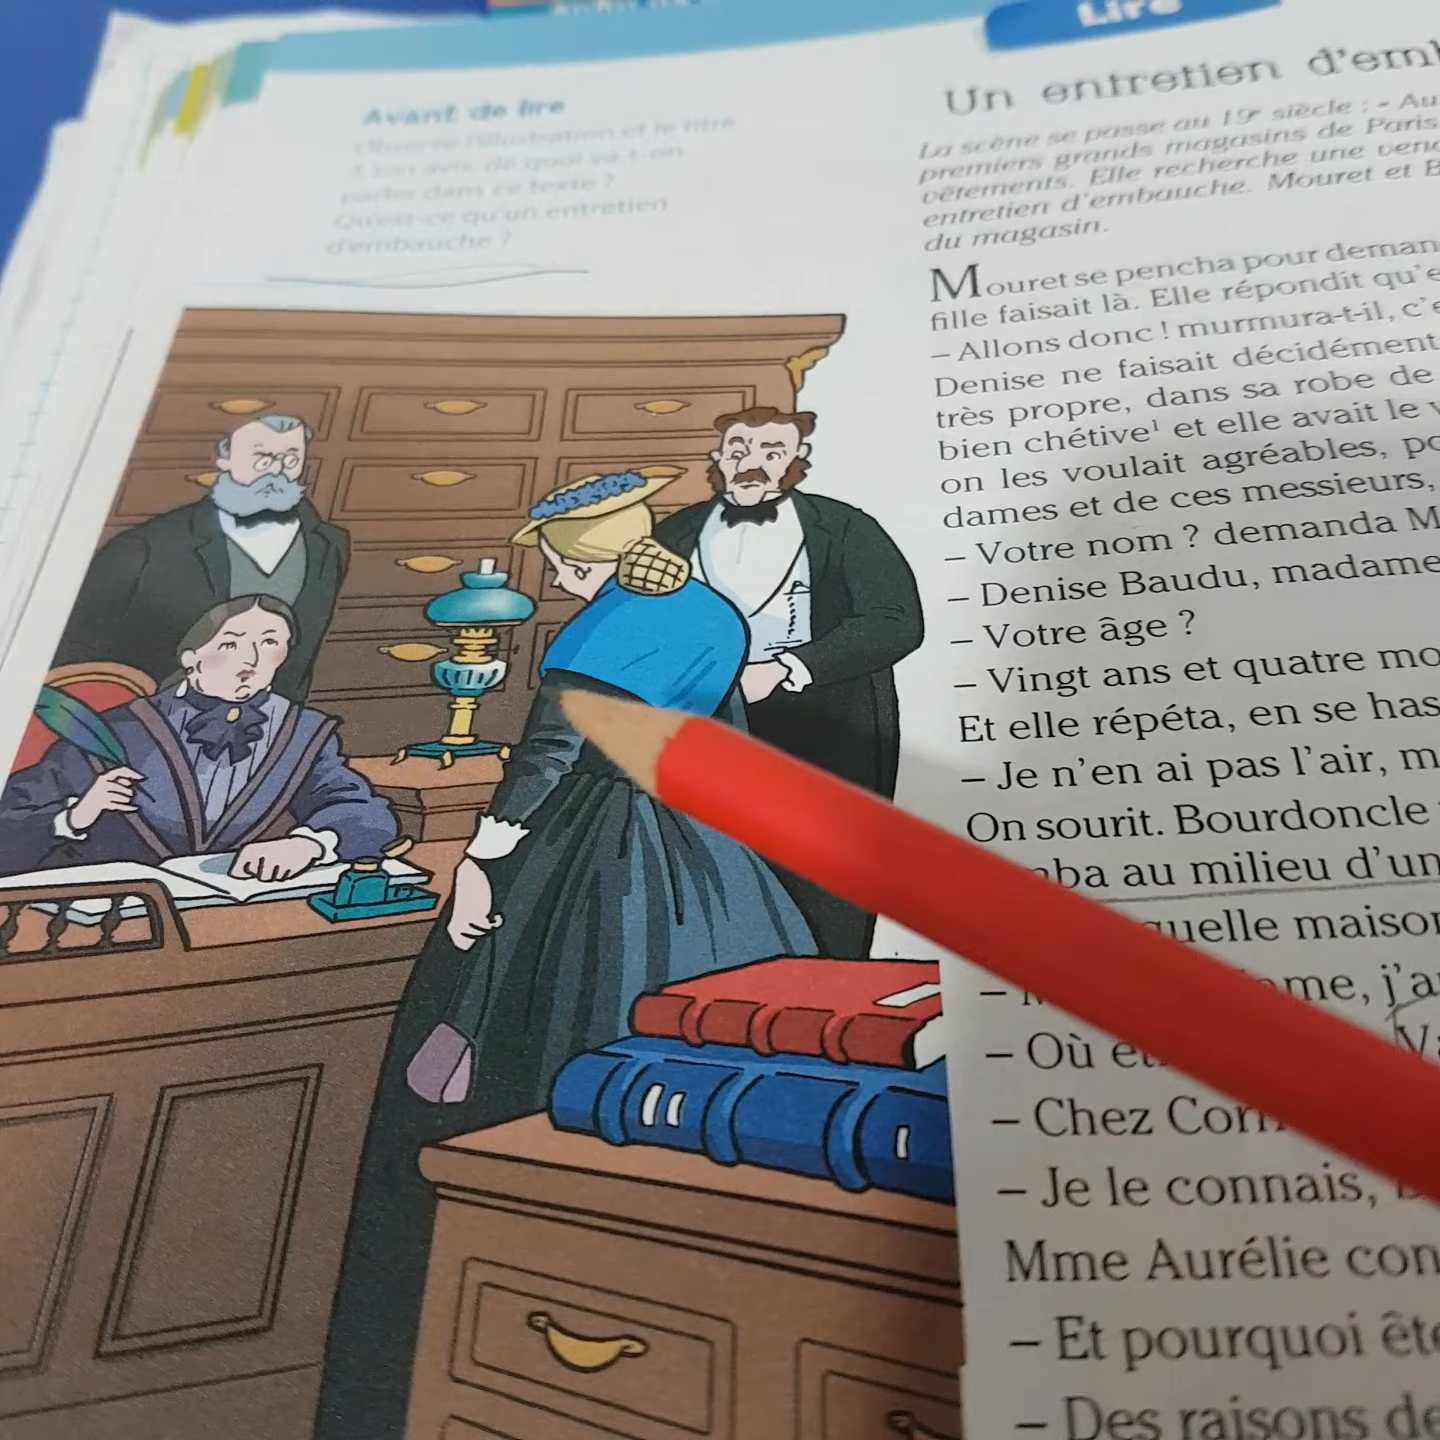 Lire
Avant de lire
Observe l'illustration et le titre
À ton avis, de quoi va-t-on
parler dans ce texte ?
Qu'est-ce qu'un entretien
d'embauche ?
Un entretien d'emb
La scène se passe au 19e siècle : « Au
premiers grands magasins de Paris
vêtements. Elle recherche une vend
entretien d'embauche. Mouret et B
du magasin.
Mouret se pencha pour deman
fille faisait là. Elle répondit qu'e
– Allons donc ! murmura-t-il, c'e
Denise ne faisait décidément
très propre, dans sa robe de
bien chétive1 et elle avait le v
on les voulait agréables, po
dames et de ces messieurs,
– Votre nom ? demanda M
– Denise Baudu, madame
– Votre âge ?
– Vingt ans et quatre mo
Et elle répéta, en se has
– Je n'en ai pas l'air, m
On sourit. Bourdoncle
mba au milieu d'un
quelle maison
me, j'a
– Où
– Chez Cor
– Je le connais,
Mme Aurélie con
– Et pourquoi ête
– Des raisons de